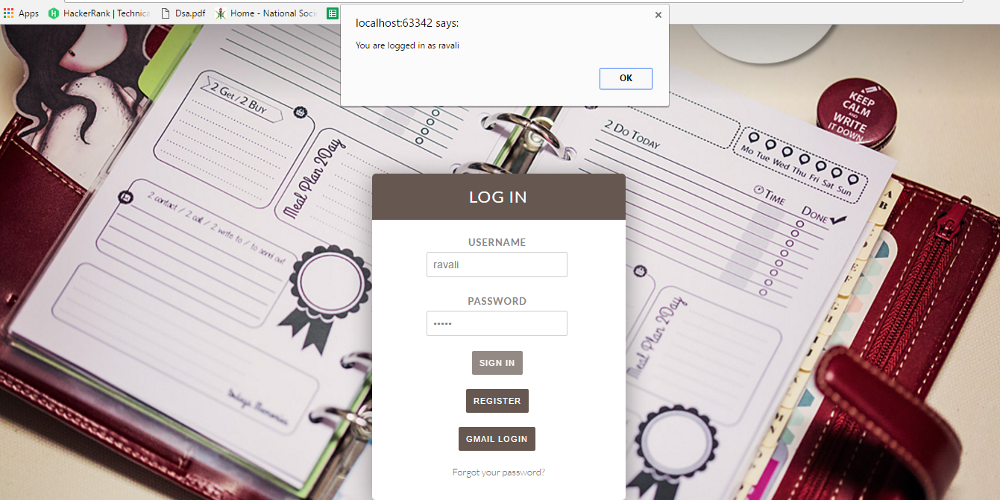 Apps
HackerRank | Technica
Dsa.pdf
Home - National Soci
localhost:63342 says:
You are logged in as ravali
OK
2 Get / 2 Buy
Meal Plan 2Day
2 contact / 2 call / 2 write to / to send out
2 Do Today
Mo Tue Wed Thu Fri Sat Sun
Time
Done
KEEP
CALM
AND
WRITE
IT DOWN
A
B
LOG IN
USERNAME
ravali
PASSWORD
•••••
SIGN IN
REGISTER
GMAIL LOGIN
Forgot your password?
Meal Plan 2Day